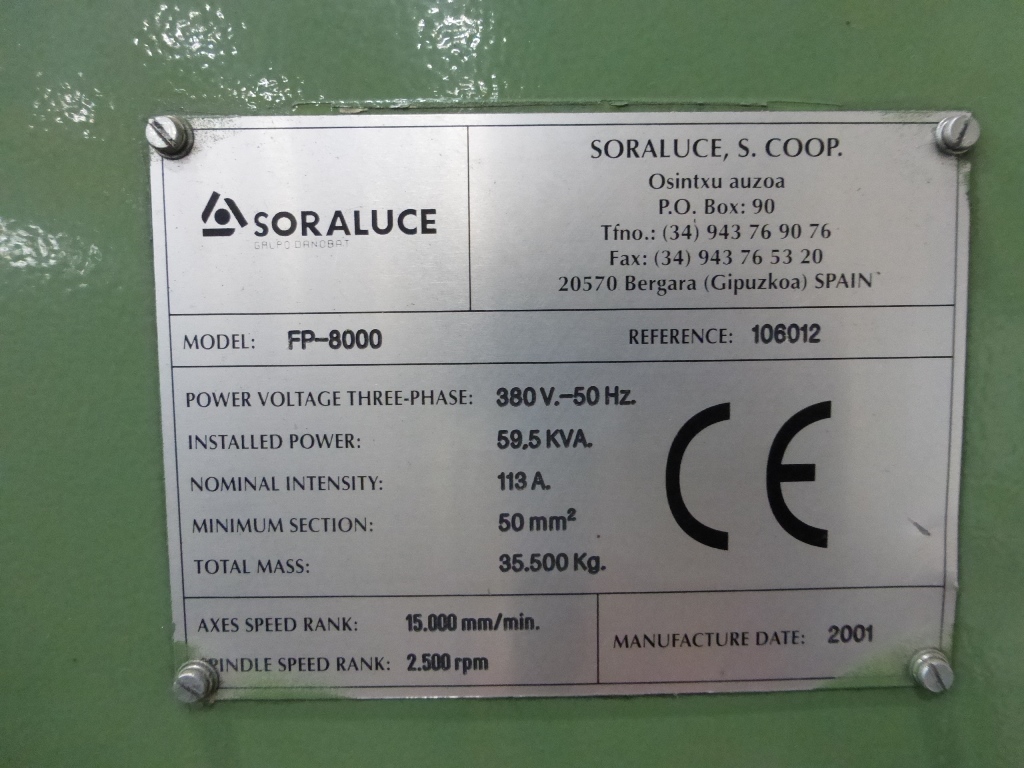 SORALUCE
GRUPO DANOBAT
SORALUCE, S. COOP.
Osintxu auzoa
P.O. Box: 90
Tfno.: (34) 943 76 90 76
Fax: (34) 943 76 53 20
20570 Bergara (Gipuzkoa) SPAIN
MODEL: FP-8000
REFERENCE: 106012
POWER VOLTAGE THREE-PHASE: 380 V.-50 Hz.
INSTALLED POWER: 59,5 KVA.
NOMINAL INTENSITY: 113 A.
MINIMUM SECTION: 50 mm²
TOTAL MASS: 35.500 Kg.
CE
AXES SPEED RANK: 15.000 mm/min.
SPINDLE SPEED RANK: 2.500 rpm
MANUFACTURE DATE: 2001